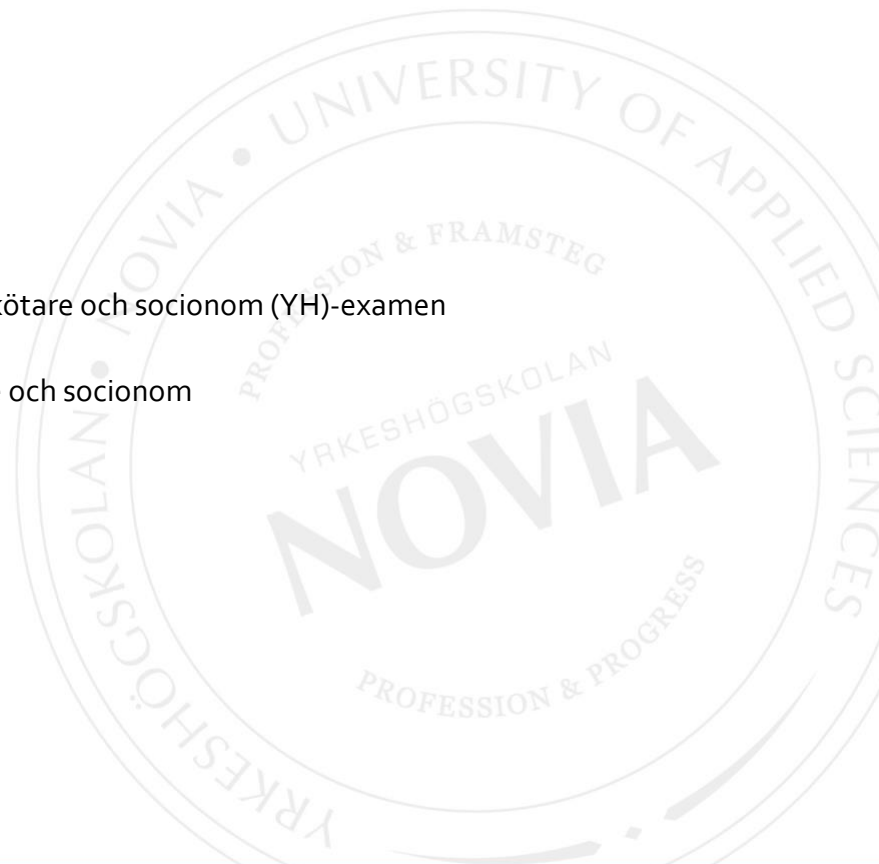 UNIVERSITY OF APPLIED SCIENCES
YRKESHÖGSKOLAN • NOVIA •
PROFESSION & FRAMSTEG
kötare och socionom (YH)-examen
och socionom
YRKESHÖGSKOLAN
NOVIA
PROFESSION & PROGRESS